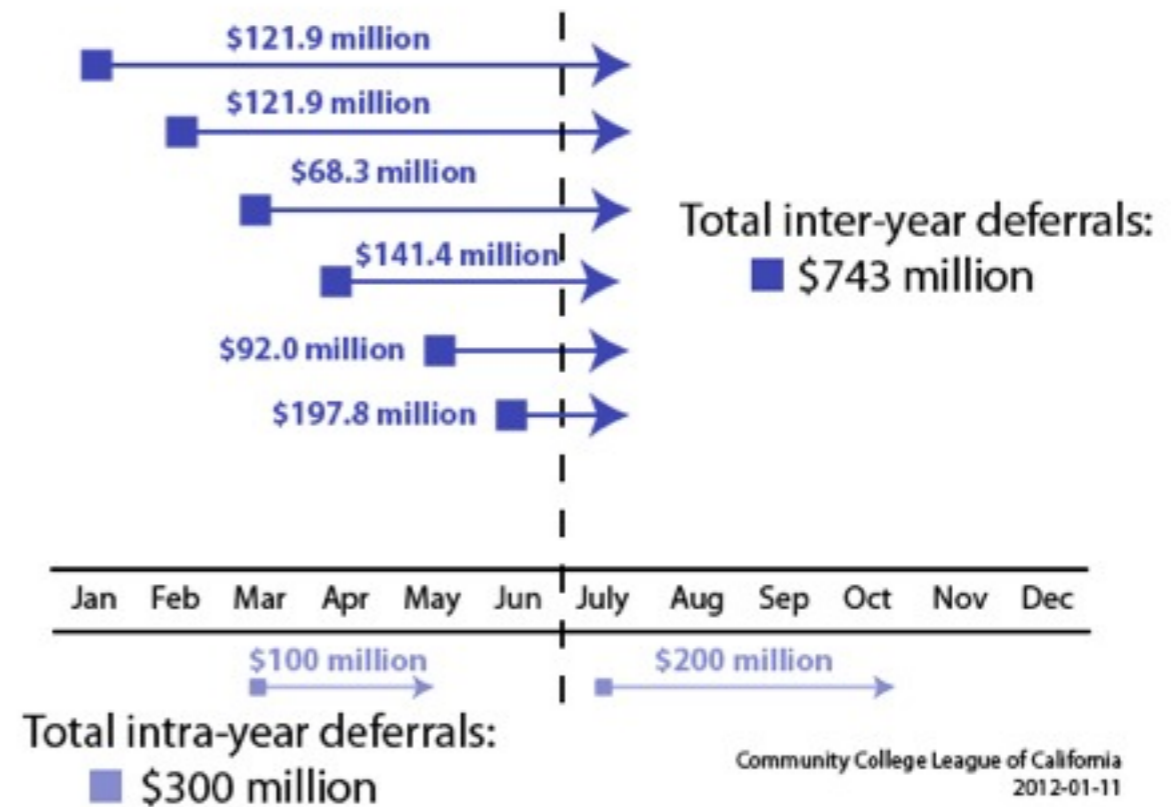 $121.9 million
$121.9 million
$68.3 million
$141.4 million
$92.0 million
$197.8 million
Total inter-year deferrals:
$743 million
Jan Feb Mar Apr May Jun July Aug Sep Oct Nov Dec
$100 million $200 million
Total intra-year deferrals:
$300 million
Community College League of California
2012-01-11